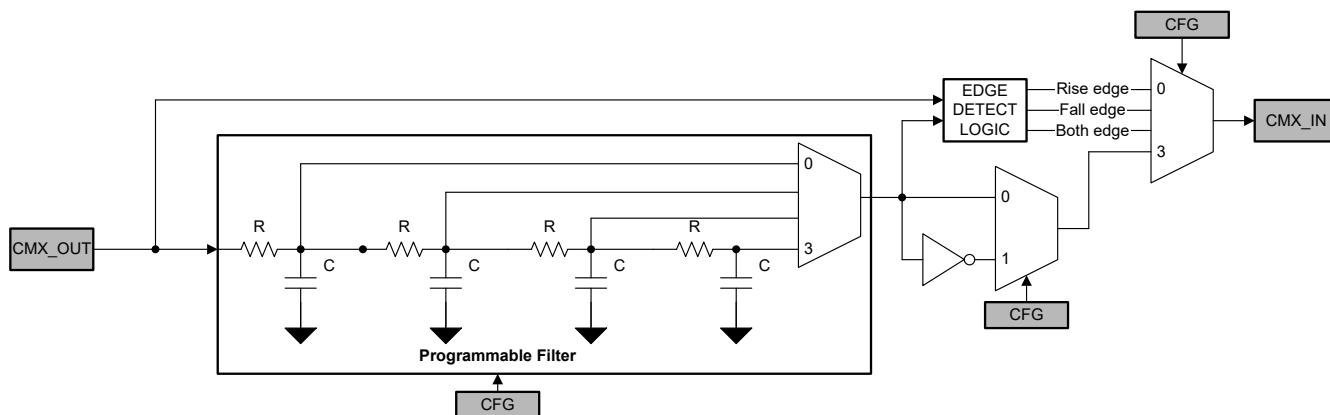 CFG
EDGE
DETECT
LOGIC
Rise edge
Fall edge
Both edge
0
3
CMX_IN
0
3
R
R
R
R
C
C
C
C
CMX_OUT
0
1
CFG
Programmable Filter
CFG